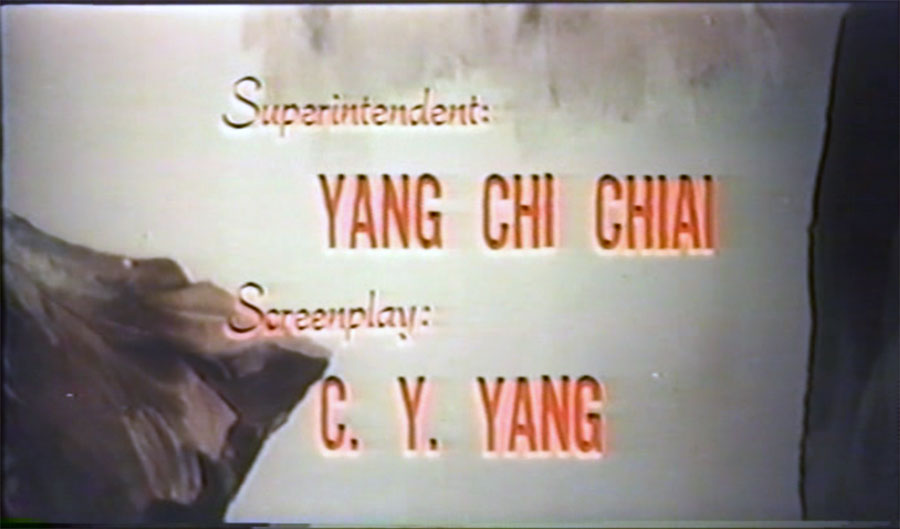 Superintendent:
YANG CHI CHIAI
Screenplay:
C. Y. YANG